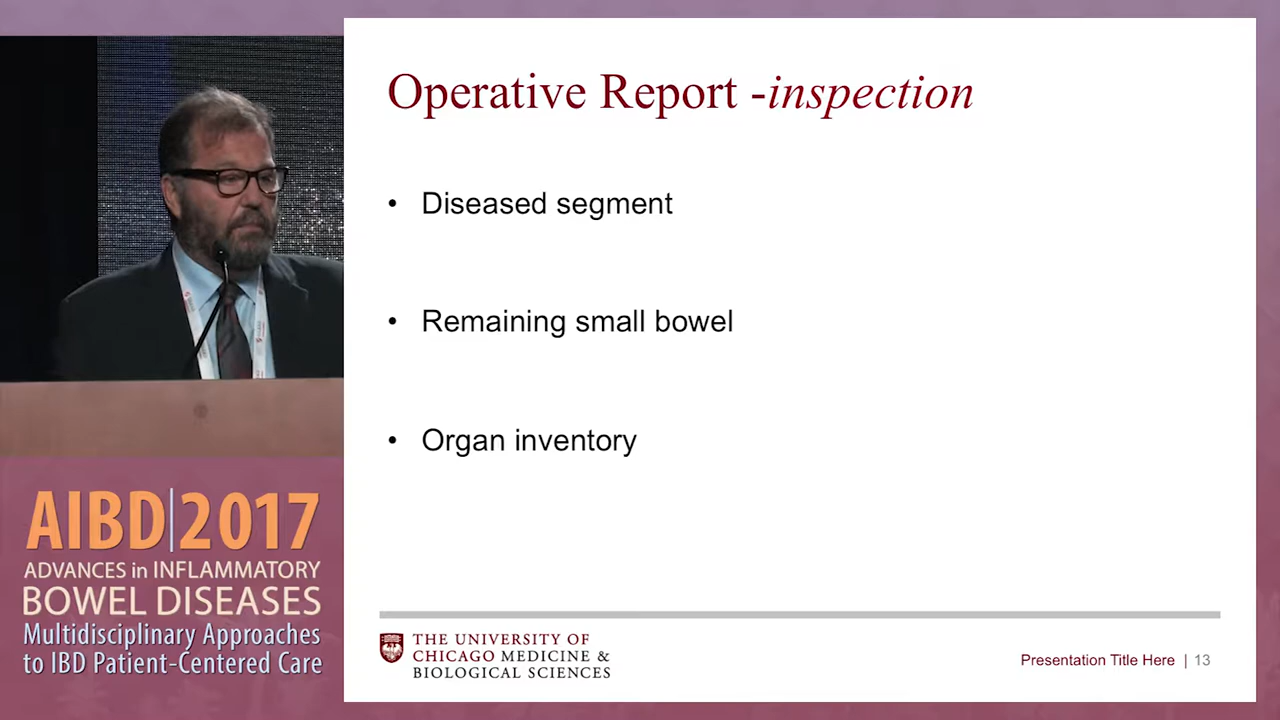 Operative Report -inspection
• Diseased segment
• Remaining small bowel
• Organ inventory
AIBD|2017
ADVANCES in INFLAMMATORY
BOWEL DISEASES
Multidisciplinary Approaches
to IBD Patient-Centered Care
THE UNIVERSITY OF
CHICAGO MEDICINE &
BIOLOGICAL SCIENCES
Presentation Title Here | 13